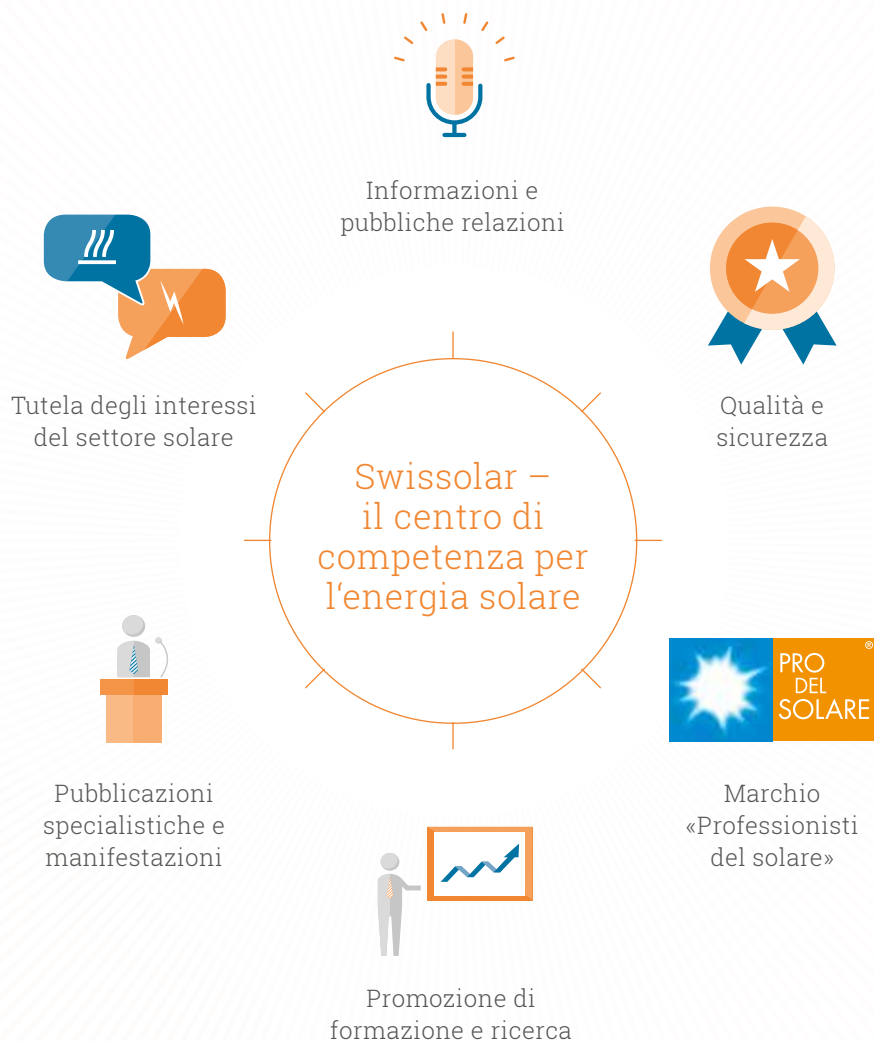 Informazioni e
pubbliche relazioni
Tutela degli interessi
del settore solare
Qualità e
sicurezza
Swissolar –
il centro di
competenza per
l‘energia solare
PRO
DEL
SOLARE
®
Pubblicazioni
specialistiche e
manifestazioni
Marchio
«Professionisti
del solare»
Promozione di
formazione e ricerca